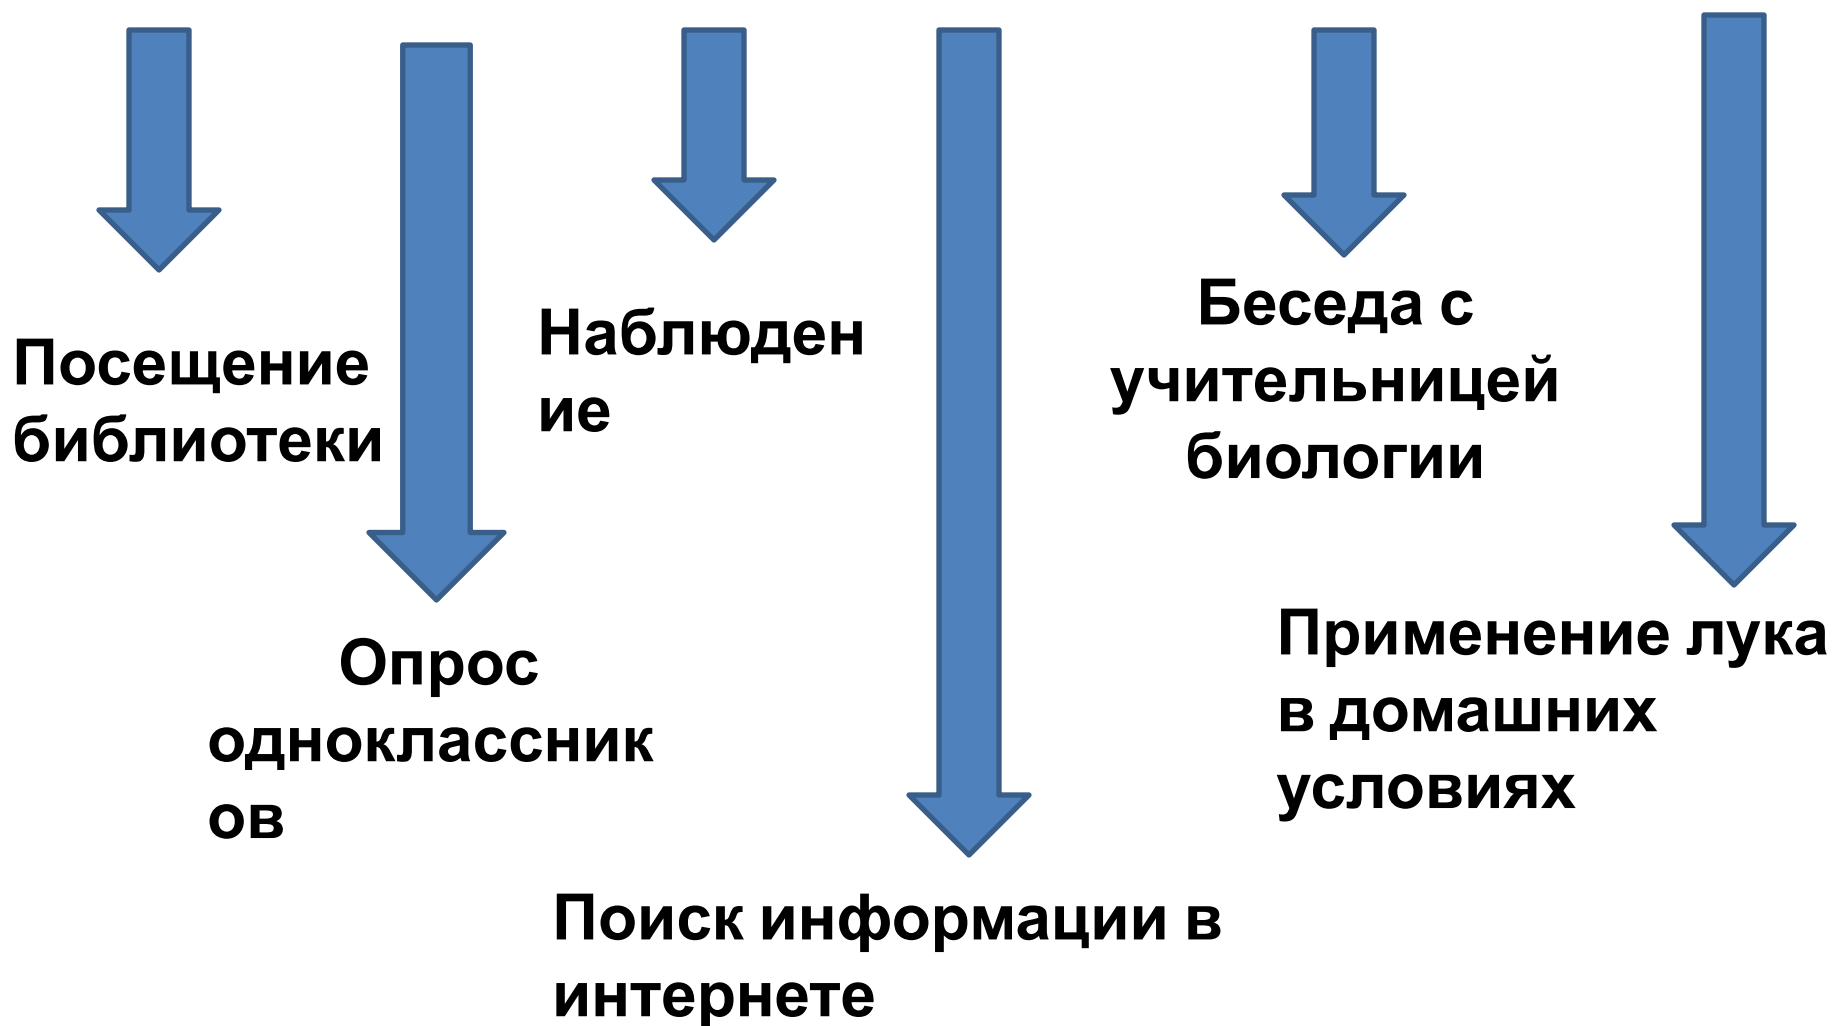 Посещение
библиотеки
Опрос
одноклассник
ов
Наблюден
ие
Поиск информации в
интернете
Беседа с
учительницей
биологии
Применение лука
в домашних
условиях